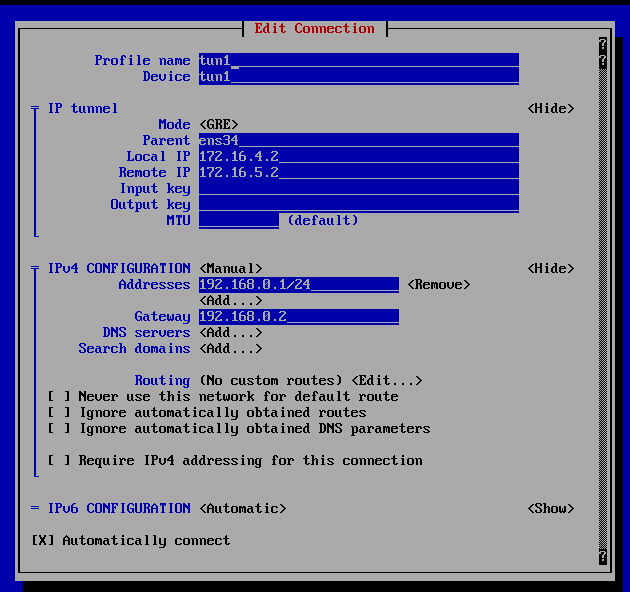 Edit Connection
Profile name tun1
Device tun1
IP tunnel <Hide>
Mode <GRE>
Parent ens34
Local IP 172.16.4.2
Remote IP 172.16.5.2
Input key
Output key
MTU (default)
IPv4 CONFIGURATION <Manual> <Hide>
Addresses 192.168.0.1/24 <Remove>
<Add...>
Gateway 192.168.0.2
DNS servers <Add...>
Search domains <Add...>
Routing (No custom routes) <Edit...>
[ ] Never use this network for default route
[ ] Ignore automatically obtained routes
[ ] Ignore automatically obtained DNS parameters
[ ] Require IPv4 addressing for this connection
= IPv6 CONFIGURATION <Automatic> <Show>
[X] Automatically connect